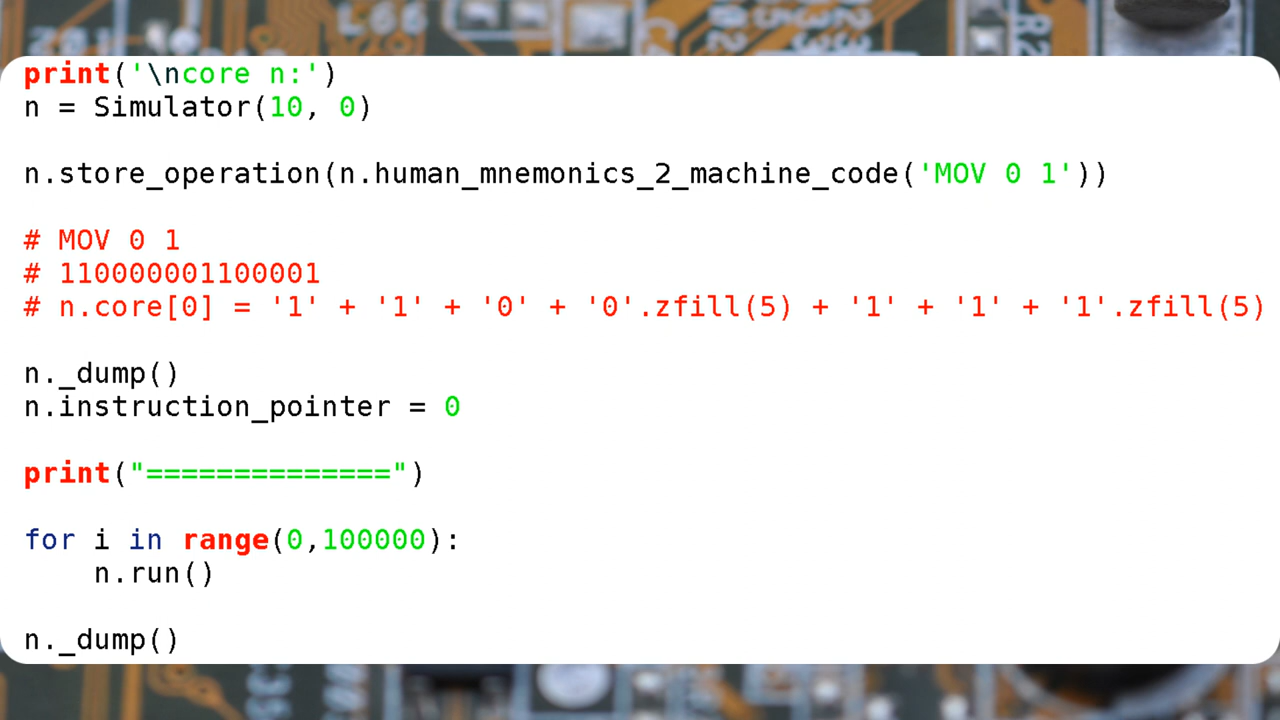 L66
print('\ncore n:')
n = Simulator(10, 0)
n.store_operation(n.human_mnemonics_2_machine_code('MOV 0 1'))
# MOV 0 1
# 110000001100001
# n.core[0] = '1' + '1' + '0' + '0'.zfill(5) + '1' + '1' + '1'.zfill(5)
n._dump()
n.instruction_pointer = 0
print("==============")
for i in range(0,100000):
    n.run()
n._dump()